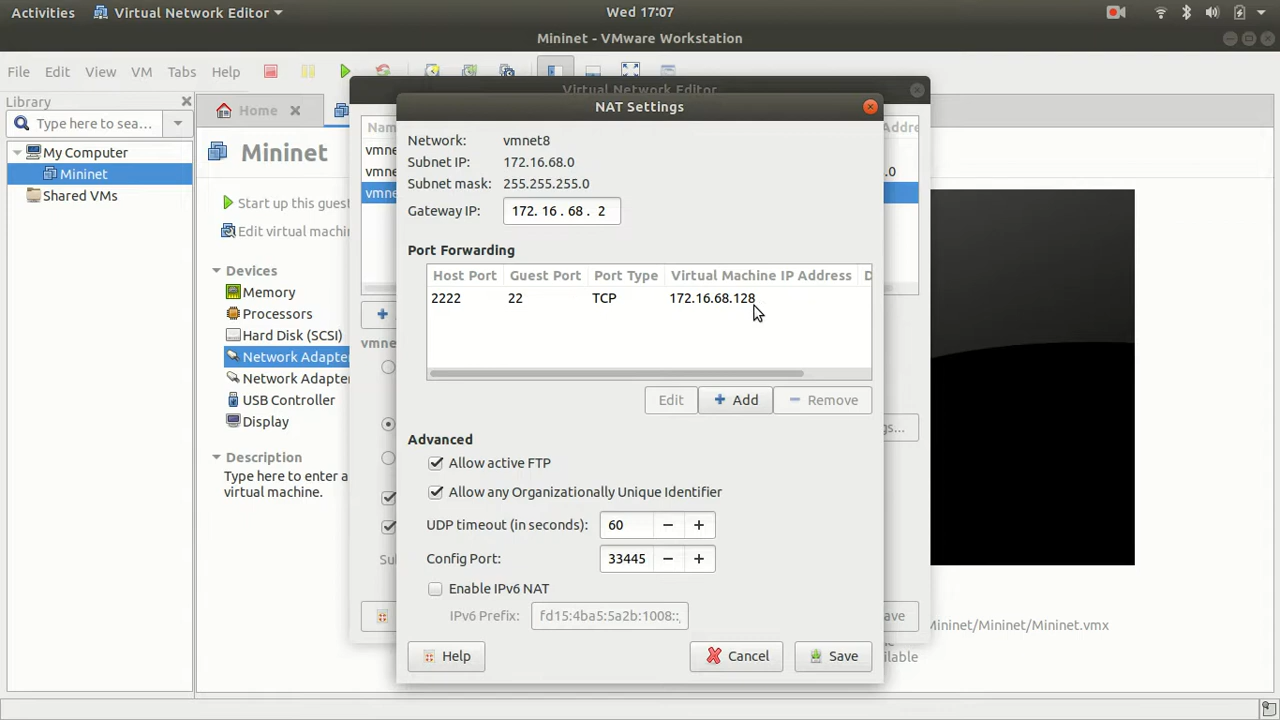 Activities Virtual Network Editor Wed 17:07
Mininet - VMware Workstation
File Edit View VM Tabs Help
Virtual Network Editor
Library
Type here to sea...
My Computer
Mininet
Shared VMs
Home
Mininet
Start up this gues
Edit virtual machin
Devices
Memory
Processors
Hard Disk (SCSI)
Network Adapte
Network Adapter
USB Controller
Display
Description
Type here to enter a
virtual machine.
NAT Settings
Network: vmnet8
Subnet IP: 172.16.68.0
Subnet mask: 255.255.255.0
Gateway IP: 172. 16 . 68 . 2
Port Forwarding
Host Port Guest Port Port Type Virtual Machine IP Address D
2222 22 TCP 172.16.68.128
Edit Add Remove
Advanced
Allow active FTP
Allow any Organizationally Unique Identifier
UDP timeout (in seconds): 60
Config Port: 33445
Enable IPv6 NAT
IPv6 Prefix: fd15:4ba5:5a2b:1008::
Help Cancel Save
Mininet/Mininet/Mininet.vmx